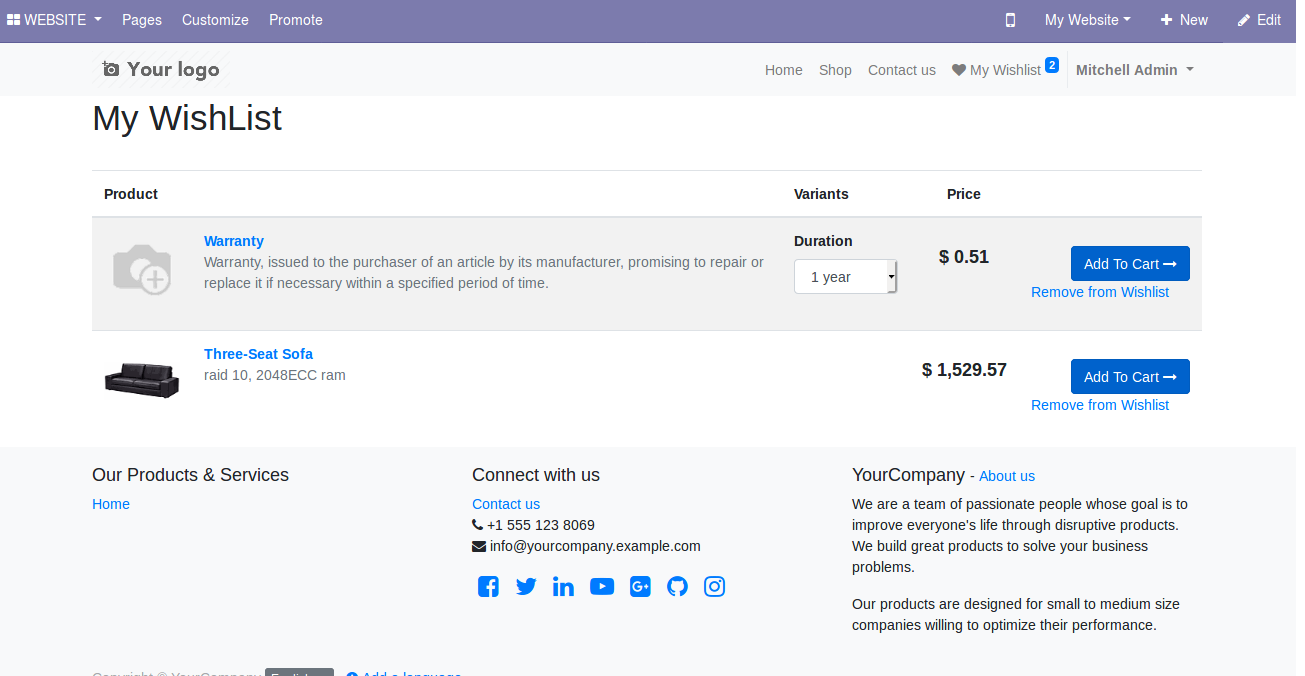 WEBSITE Pages Customize Promote My Website New Edit
Your logo Home Shop Contact us My Wishlist 2 Mitchell Admin
My WishList
Product Variants Price
Warranty
Warranty, issued to the purchaser of an article by its manufacturer, promising to repair or
replace it if necessary within a specified period of time.
Duration
1 year
$ 0.51
Add To Cart
Remove from Wishlist
Three-Seat Sofa
raid 10, 2048ECC ram
$ 1,529.57
Add To Cart
Remove from Wishlist
Our Products & Services
Home
Connect with us
Contact us
+1 555 123 8069
info@yourcompany.example.com
YourCompany - About us
We are a team of passionate people whose goal is to
improve everyone's life through disruptive products.
We build great products to solve your business
problems.
Our products are designed for small to medium size
companies willing to optimize their performance.
Copyright © YourCompany Add a language